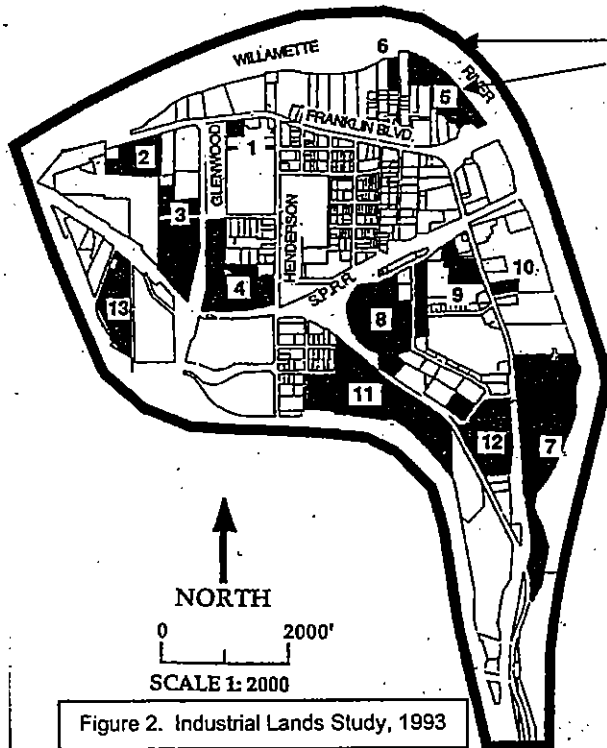 WILLAMETTE
6
RIVER
5
FRANKLIN BLVD
2
GLENWOOD
1
3
HENDERSON
10
4
S.P.R.R.
9
13
8
11
12
7
NORTH
0 2000'
SCALE 1: 2000
Figure 2. Industrial Lands Study, 1993